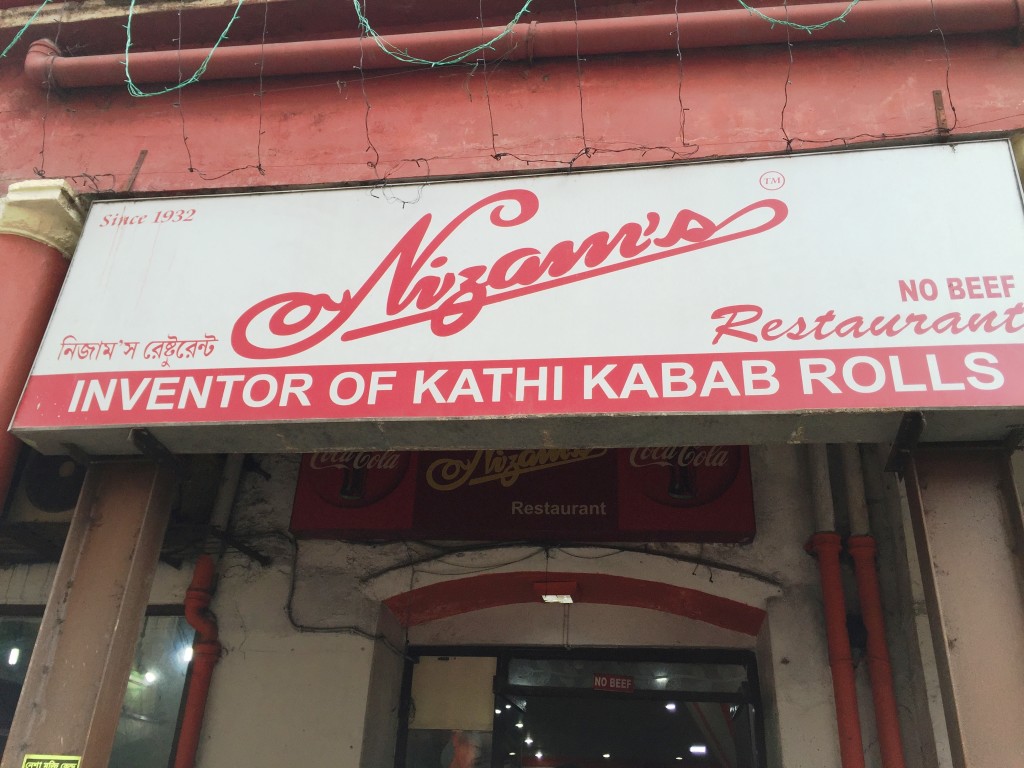 Since 1932
Nizam's
TM
NO BEEF
Restaurant
নিজাম'স রেষ্টুরেন্ট
INVENTOR OF KATHI KABAB ROLLS
Coca-Cola
Nizam's
Coca-Cola
Restaurant
NO BEEF